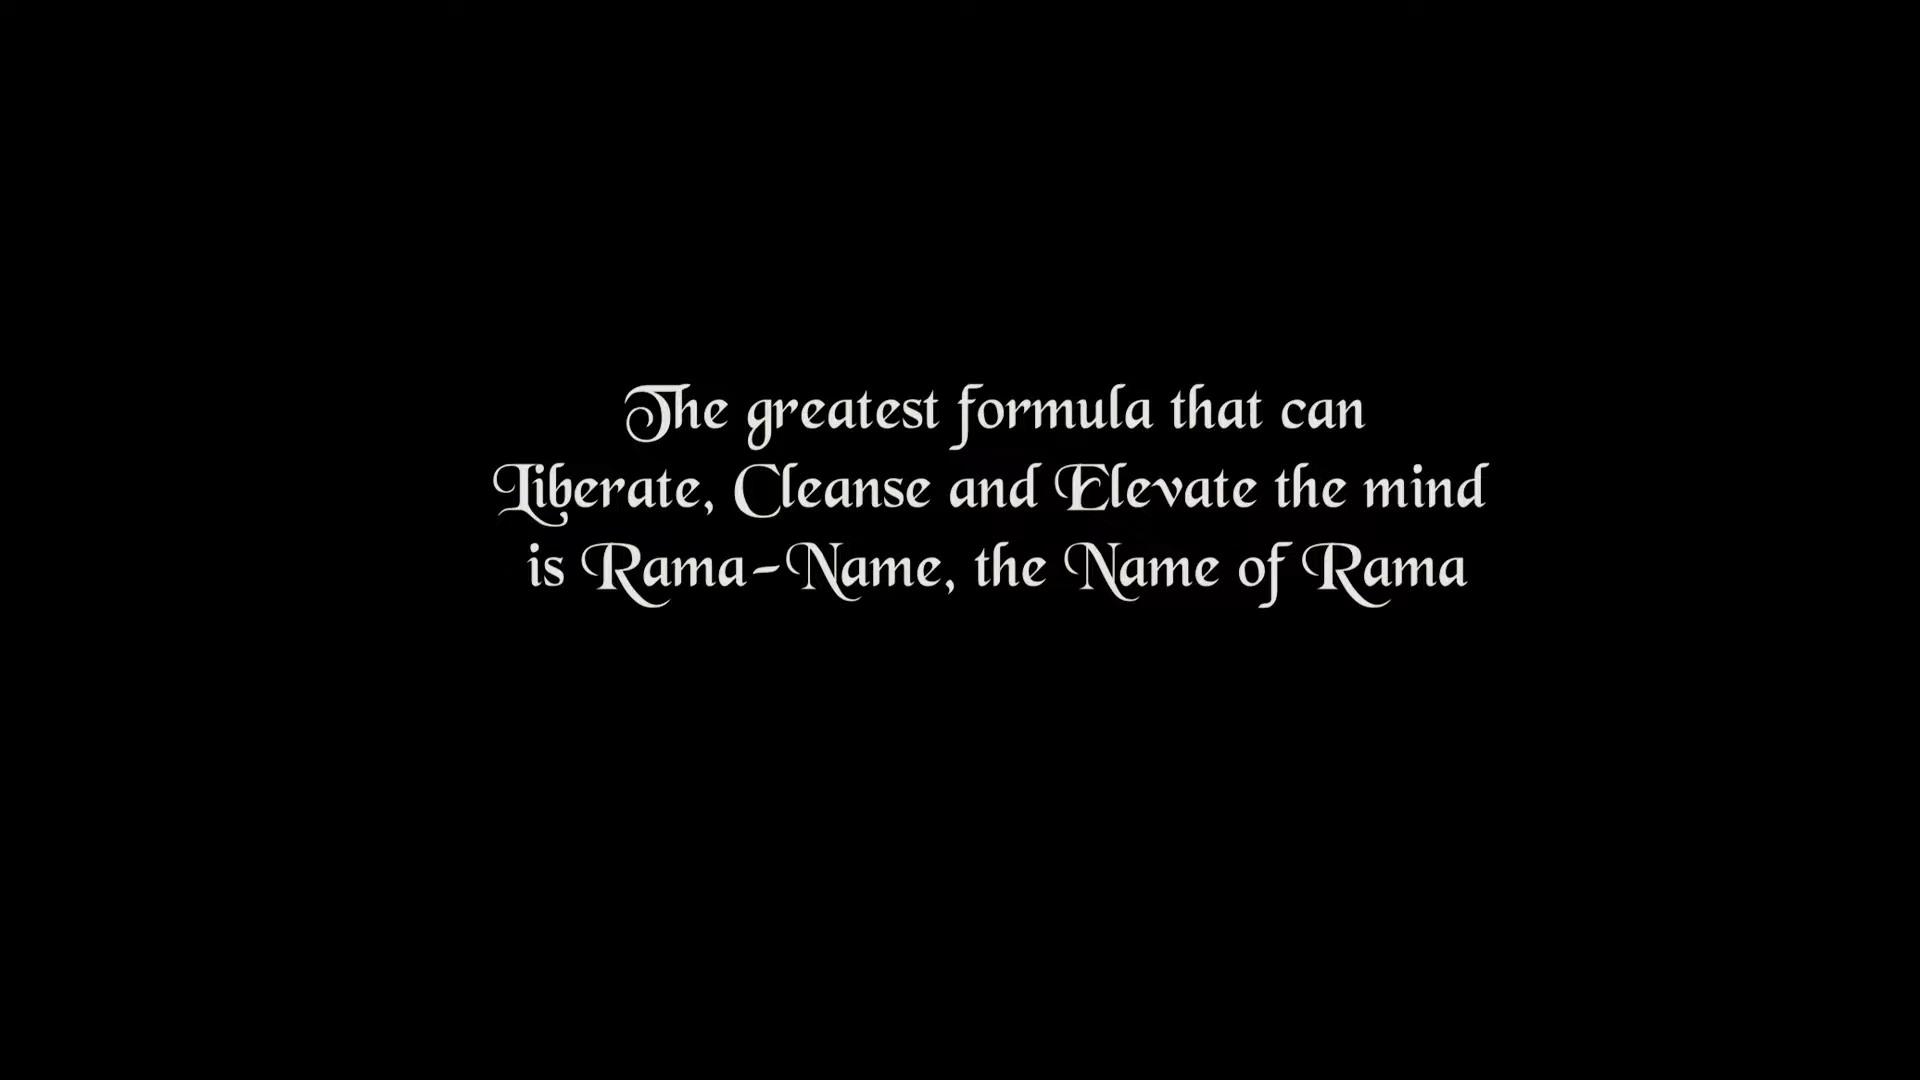 The greatest formula that can
Liberate, Cleanse and Elevate the mind
is Rama-Name, the Name of Rama